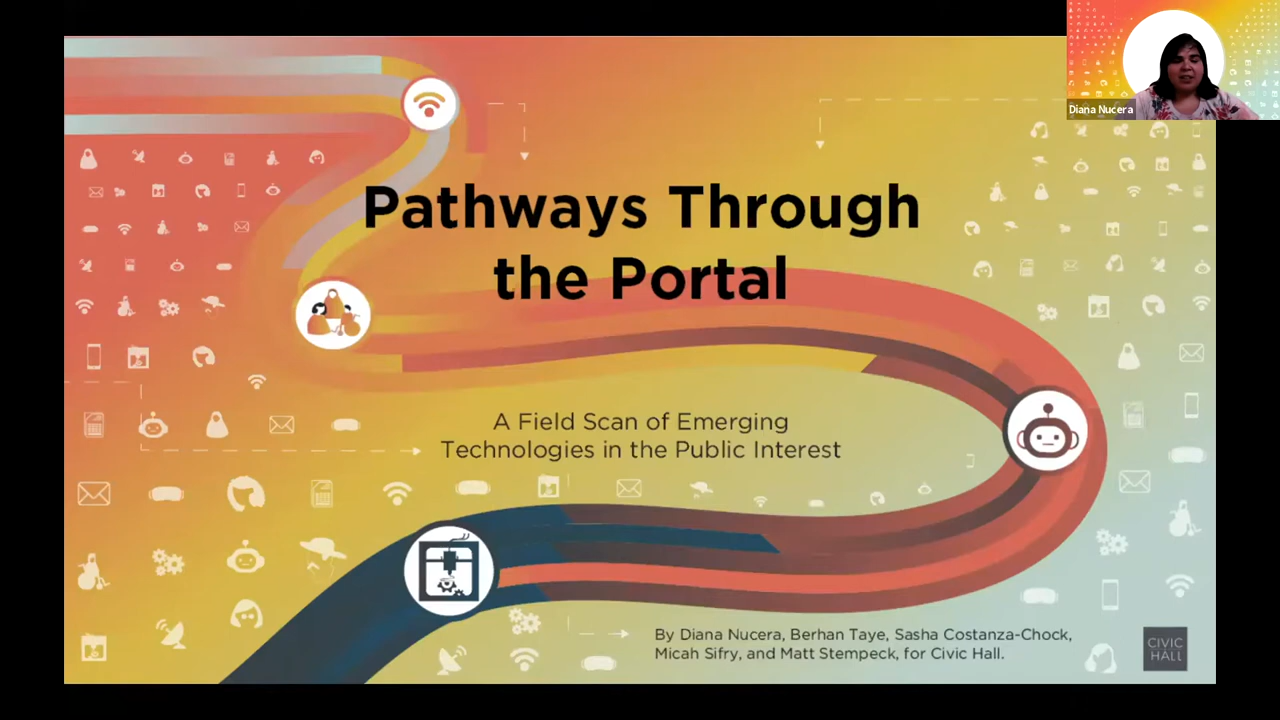 Diana Nucera
Pathways Through
the Portal
A Field Scan of Emerging
Technologies in the Public Interest
By Diana Nucera, Berhan Taye, Sasha Costanza-Chock,
Micah Sifry, and Matt Stempeck, for Civic Hall.
CIVIC
HALL